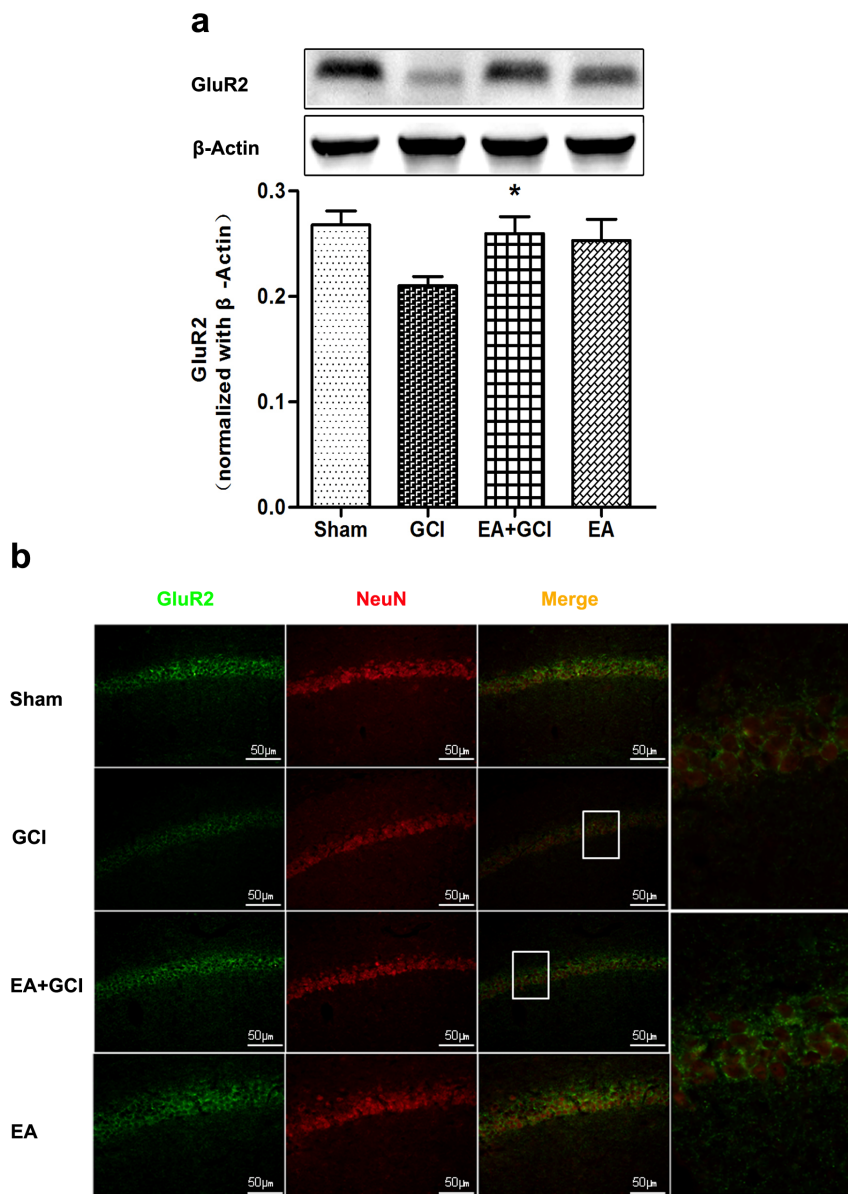 a
GluR2
β-Actin
*
0.3
0.2
0.1
0.0
GluR2
(normalized with β -Actin)
Sham GCI EA+GCI EA
b
GluR2 NeuN Merge
Sham
50μm 50μm 50μm
GCI
50μm 50μm 50μm
EA+GCI
50μm 50μm 50μm
EA
50μm 50μm 50μm